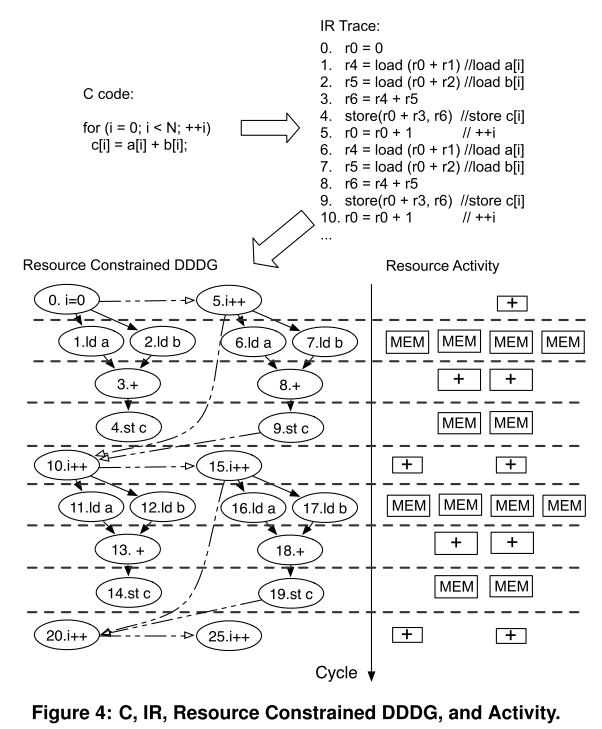 IR Trace:
0. r0 = 0
1. r4 = load (r0 + r1) //load a[i]
2. r5 = load (r0 + r2) //load b[i]
3. r6 = r4 + r5
4. store(r0 + r3, r6) //store c[i]
5. r0 = r0 + 1 // ++i
6. r4 = load (r0 + r1) //load a[i]
7. r5 = load (r0 + r2) //load b[i]
8. r6 = r4 + r5
9. store(r0 + r3, r6) //store c[i]
10. r0 = r0 + 1 // ++i
...
C code:
for (i = 0; i < N; ++i)
c[i] = a[i] + b[i];
Resource Constrained DDDG
Resource Activity
0. i=0 5.i++ +
1.ld a 2.ld b 6.ld a 7.ld b MEM MEM MEM MEM
3.+ 8.+ + +
4.st c 9.st c MEM MEM
10.i++ 15.i++ + +
11.ld a 12.ld b 16.ld a 17.ld b MEM MEM MEM MEM
13. + 18.+ + +
14.st c 19.st c MEM MEM
20.i++ 25.i++ + +
Cycle
Figure 4: C, IR, Resource Constrained DDDG, and Activity.